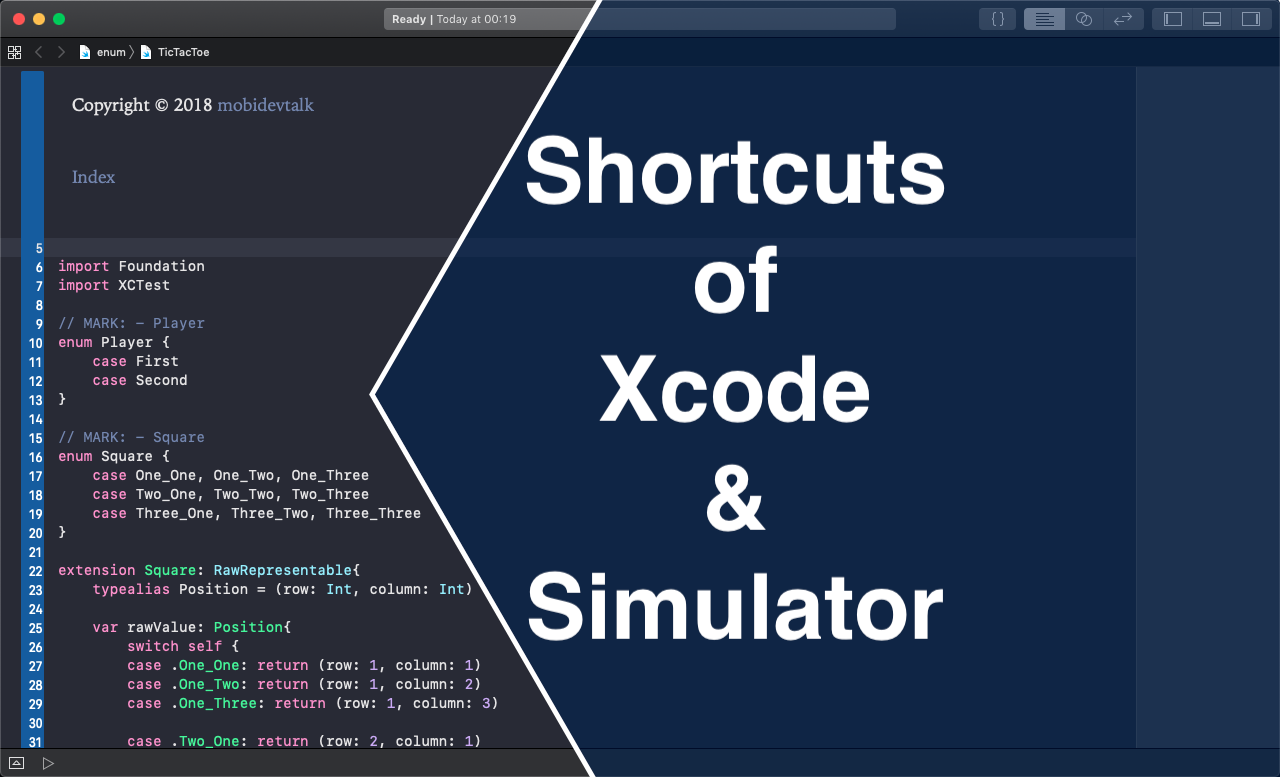 Ready | Today at 00:19
{}
enum 〉 TicTacToe
Copyright © 2018 mobidevtalk
Index
5
6 import Foundation
7 import XCTest
8
9 // MARK: - Player
10 enum Player {
11 case First
12 case Second
13 }
14
15 // MARK: - Square
16 enum Square {
17 case One_One, One_Two, One_Three
18 case Two_One, Two_Two, Two_Three
19 case Three_One, Three_Two, Three_Three
20 }
21
22 extension Square: RawRepresentable{
23 typealias Position = (row: Int, column: Int)
24
25 var rawValue: Position{
26 switch self {
27 case .One_One: return (row: 1, column: 1)
28 case .One_Two: return (row: 1, column: 2)
29 case .One_Three: return (row: 1, column: 3)
30
31 case .Two_One: return (row: 2, column: 1)
Shortcuts
of
Xcode
&
Simulator